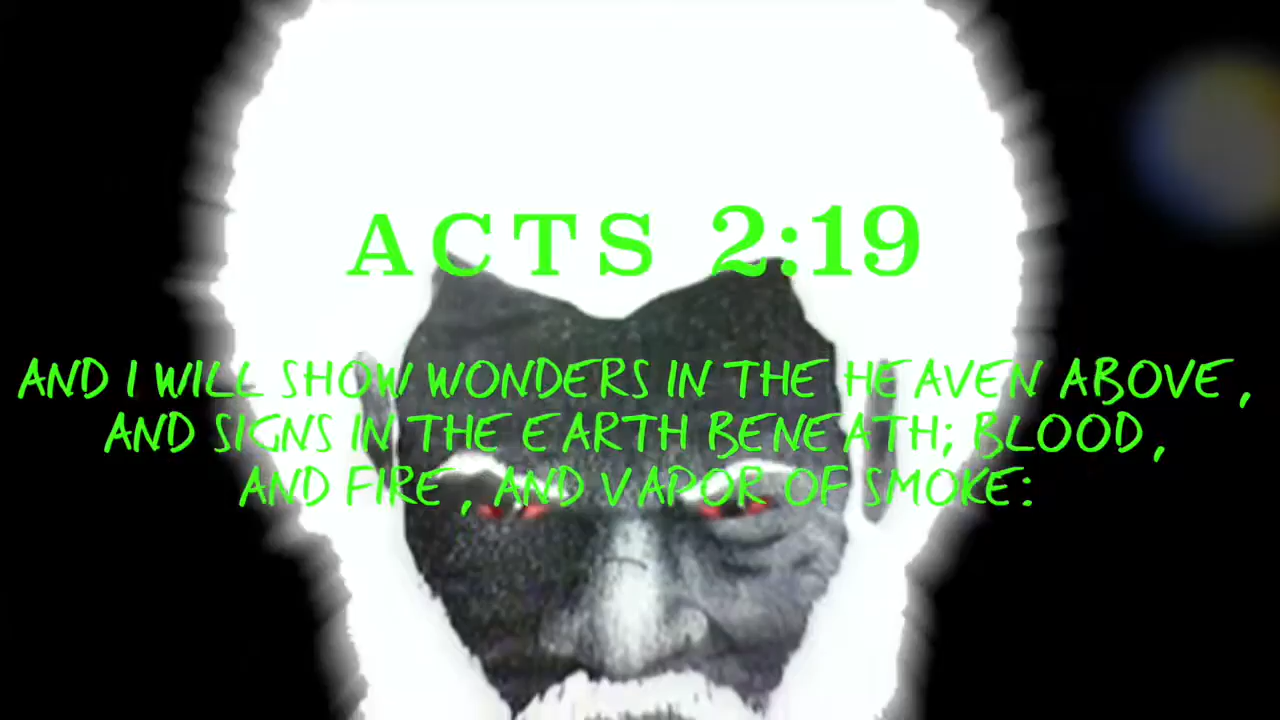 ACTS 2:19
AND I WILL SHOW WONDERS IN THE HEAVEN ABOVE,
AND SIGNS IN THE EARTH BENEATH; BLOOD,
AND FIRE, AND VAPOR OF SMOKE: